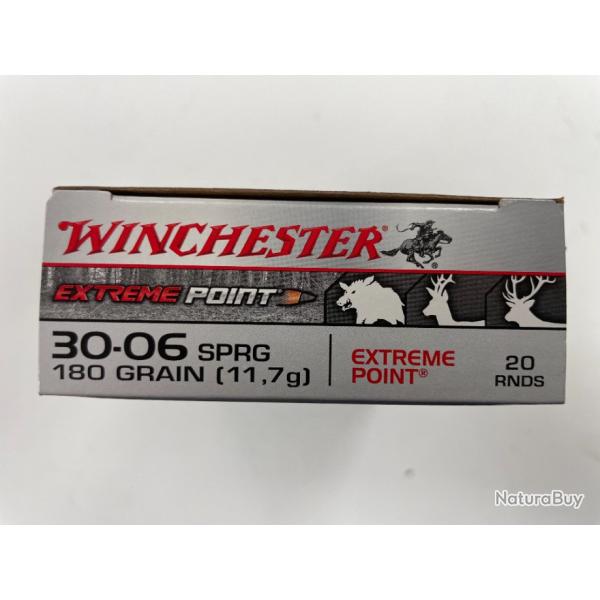 WINCHESTER®
EXTREME POINT®
30-06 SPRG
180 GRAIN (11,7g)
EXTREME
POINT®
20
RNDS
NaturaBuy